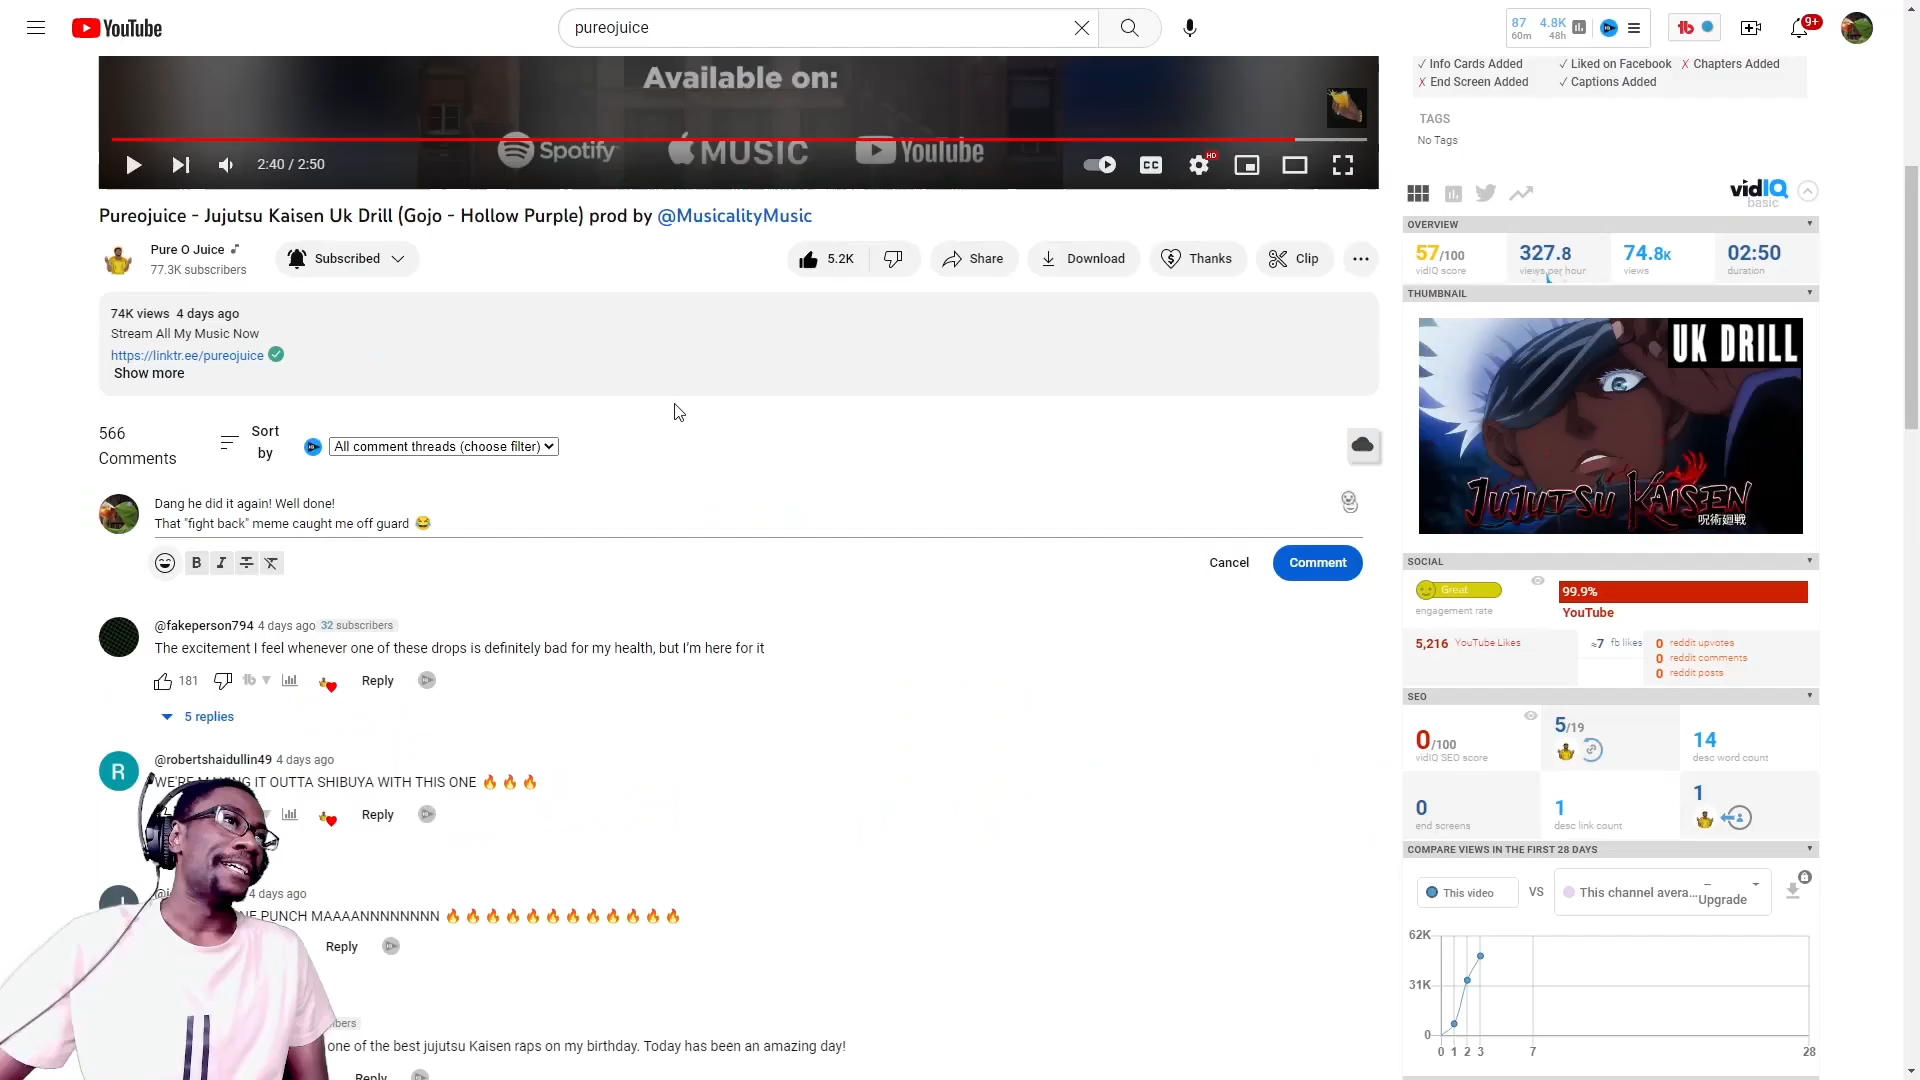 YouTube
pureojuice
87
60m
4.8K
48h
9+
Available on:
Spotify
MUSIC
YouTube
2:40 / 2:50
CC
HD
Pureojuice - Jujutsu Kaisen Uk Drill (Gojo - Hollow Purple) prod by @MusicalityMusic
Pure O Juice
77.3K subscribers
Subscribed
5.2K
Share
Download
Thanks
Clip
74K views 4 days ago
Stream All My Music Now
https://linktr.ee/pureojuice
Show more
566
Comments
Sort
by
All comment threads (choose filter)
Dang he did it again! Well done!
That "fight back" meme caught me off guard 😂
B I
Cancel
Comment
@fakeperson794 4 days ago 32 subscribers
The excitement I feel whenever one of these drops is definitely bad for my health, but I'm here for it
181
Reply
5 replies
R
@robertshaidullin49 4 days ago
WE'RE MAKING IT OUTTA SHIBUYA WITH THIS ONE 🔥 🔥 🔥
Reply
4 days ago
PUNCH MAAAANNNNNNNN 🔥 🔥 🔥 🔥 🔥 🔥 🔥 🔥 🔥 🔥 🔥 🔥
Reply
one of the best jujutsu Kaisen raps on my birthday. Today has been an amazing day!
Reply
✓ Info Cards Added ✓ Liked on Facebook ✗ Chapters Added
✗ End Screen Added ✓ Captions Added
TAGS
No Tags
vidIQ
basic
OVERVIEW
57/100
vidIQ score
327.8
views per hour
74.8K
views
02:50
duration
THUMBNAIL
UK DRILL
JUJUTSU KAISEN
呪術廻戦
SOCIAL
Great
engagement rate
99.9%
YouTube
5,216 YouTube Likes
≈7 fb likes
0 reddit upvotes
0 reddit comments
0 reddit posts
SEO
0/100
vidIQ SEO score
5/19
14
desc word count
0
end screens
1
desc link count
1
COMPARE VIEWS IN THE FIRST 28 DAYS
This video
VS
This channel avera...
Upgrade
62K
31K
0
0 1 2 3 7 28